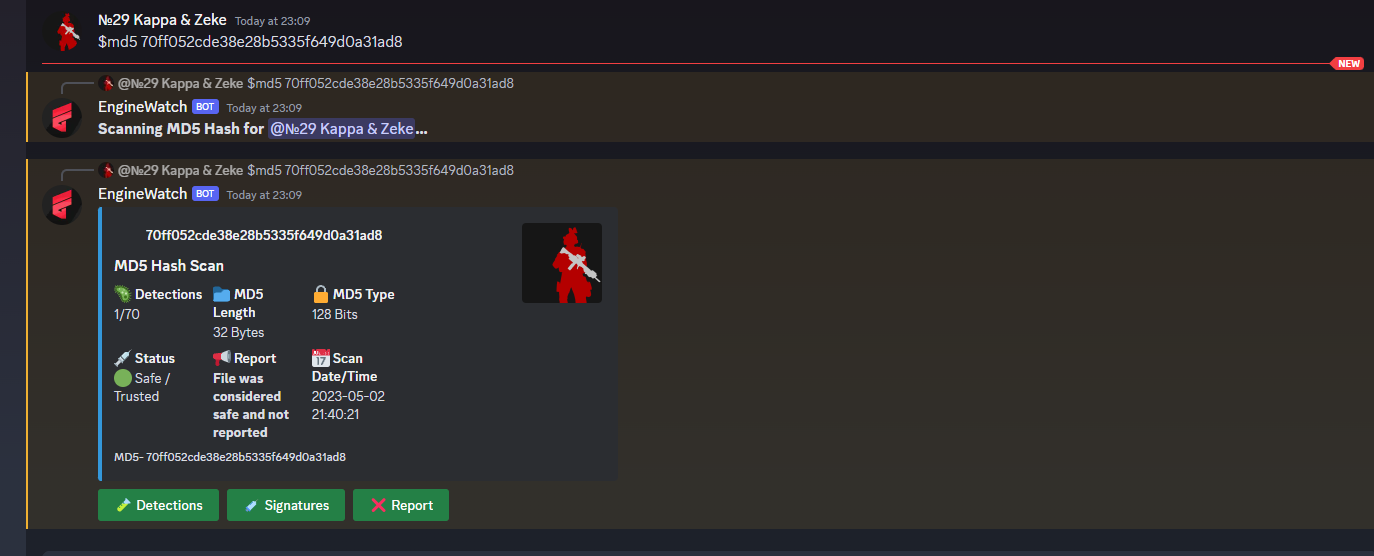 №29 Kappa & Zeke Today at 23:09
$md5 70ff052cde38e28b5335f649d0a31ad8
NEW
@№29 Kappa & Zeke $md5 70ff052cde38e28b5335f649d0a31ad8
EngineWatch BOT Today at 23:09
Scanning MD5 Hash for @№29 Kappa & Zeke...
@№29 Kappa & Zeke $md5 70ff052cde38e28b5335f649d0a31ad8
EngineWatch BOT Today at 23:09
70ff052cde38e28b5335f649d0a31ad8
MD5 Hash Scan
Detections
1/70
MD5
Length
32 Bytes
MD5 Type
128 Bits
Status
Safe /
Trusted
Report
File was
considered
safe and not
reported
Scan
Date/Time
2023-05-02
21:40:21
MD5- 70ff052cde38e28b5335f649d0a31ad8
Detections Signatures Report